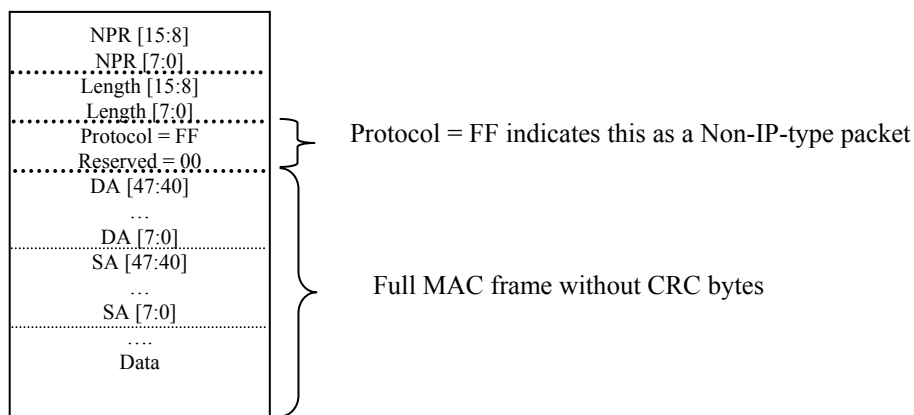 NPR [15:8]
NPR [7:0]
Length [15:8]
Length [7:0]
Protocol = FF
Reserved = 00
Protocol = FF indicates this as a Non-IP-type packet
DA [47:40]
…
DA [7:0]
SA [47:40]
…
SA [7:0]
….
Data
Full MAC frame without CRC bytes